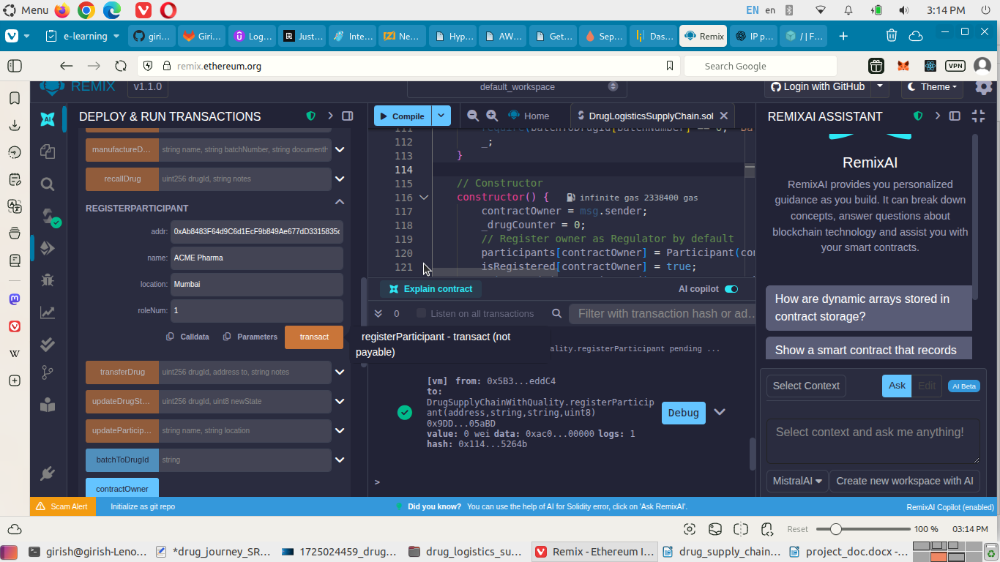 Menu
EN en 3:14 PM
e-learning giri... Giri... Log... Just... Inte... Ne... Hyp... AW... Get... Sep... Das... Remix IP p... / | F...
remix.ethereum.org Search Google VPN
REMIX v1.1.0 default_workspace Login with GitHub Theme
DEPLOY & RUN TRANSACTIONS
manufactureD... string name, string batchNumber, string documentH
recallDrug uint256 drugId, string notes
REGISTERPARTICIPANT
addr: 0xAb8483F64d9C6d1EcF9b849Ae677dD3315835c
name: ACME Pharma
location: Mumbai
roleNum: 1
Calldata Parameters transact
transferDrug uint256 drugId, address to, string notes
updateDrugSt... uint256 drugId, uint8 newState
updateParticip... string name, string location
batchToDrugId string
contractOwner
Compile Home DrugLogisticsSupplyChain.sol
111 require(batchToDrugId[batchNumber] == 0, "Ba
112 _;
113 }
114
115 // Constructor
116 constructor() { infinite gas 2338400 gas
117 contractOwner = msg.sender;
118 _drugCounter = 0;
119 // Register owner as Regulator by default
120 participants[contractOwner] = Participant(con
121 isRegistered[contractOwner] = true;
Explain contract AI copilot
0 Listen on all transactions Filter with transaction hash or ad...
registerParticipant - transact (not
payable)
ality.registerParticipant pending ...
[vm] from: 0x5B3...eddC4
to:
DrugSupplyChainWithQuality.registerParticip
ant(address,string,string,uint8)
0x9DD...05aBD
value: 0 wei data: 0xac0...00000 logs: 1
hash: 0x114...5264b
Debug
>
REMIXAI ASSISTANT
RemixAI
RemixAI provides you personalized
guidance as you build. It can break down
concepts, answer questions about
blockchain technology and assist you with
your smart contracts.
How are dynamic arrays stored in
contract storage?
Show a smart contract that records
Select Context Ask Edit AI Beta
Select context and ask me anything!
MistralAI Create new workspace with AI
Scam Alert Initialize as git repo Did you know? You can use the help of AI for Solidity error, click on 'Ask RemixAI'. RemixAI Copilot (enabled)
Reset 100 % 03:14 PM
girish@girish-Leno... *drug_journey_SR... 1725024459_drug... drug_logistics_su... Remix - Ethereum I... drug_supply_chain... project_doc.docx -...